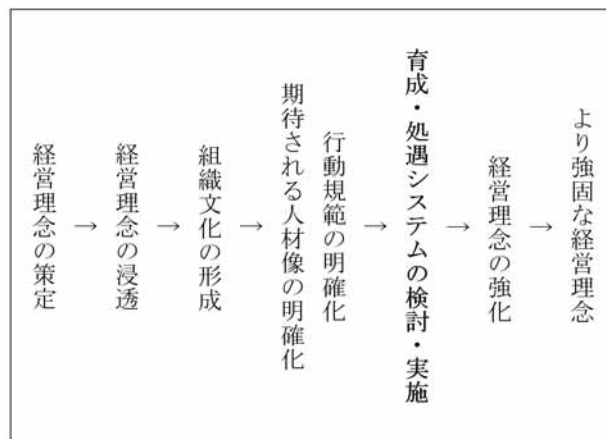 経営理念の策定
→
経営理念の浸透
→
組織文化の形成
→
期待される人材像の明確化
行動規範の明確化
→
育成・処遇システムの検討・実施
→
経営理念の強化
→
より強固な経営理念